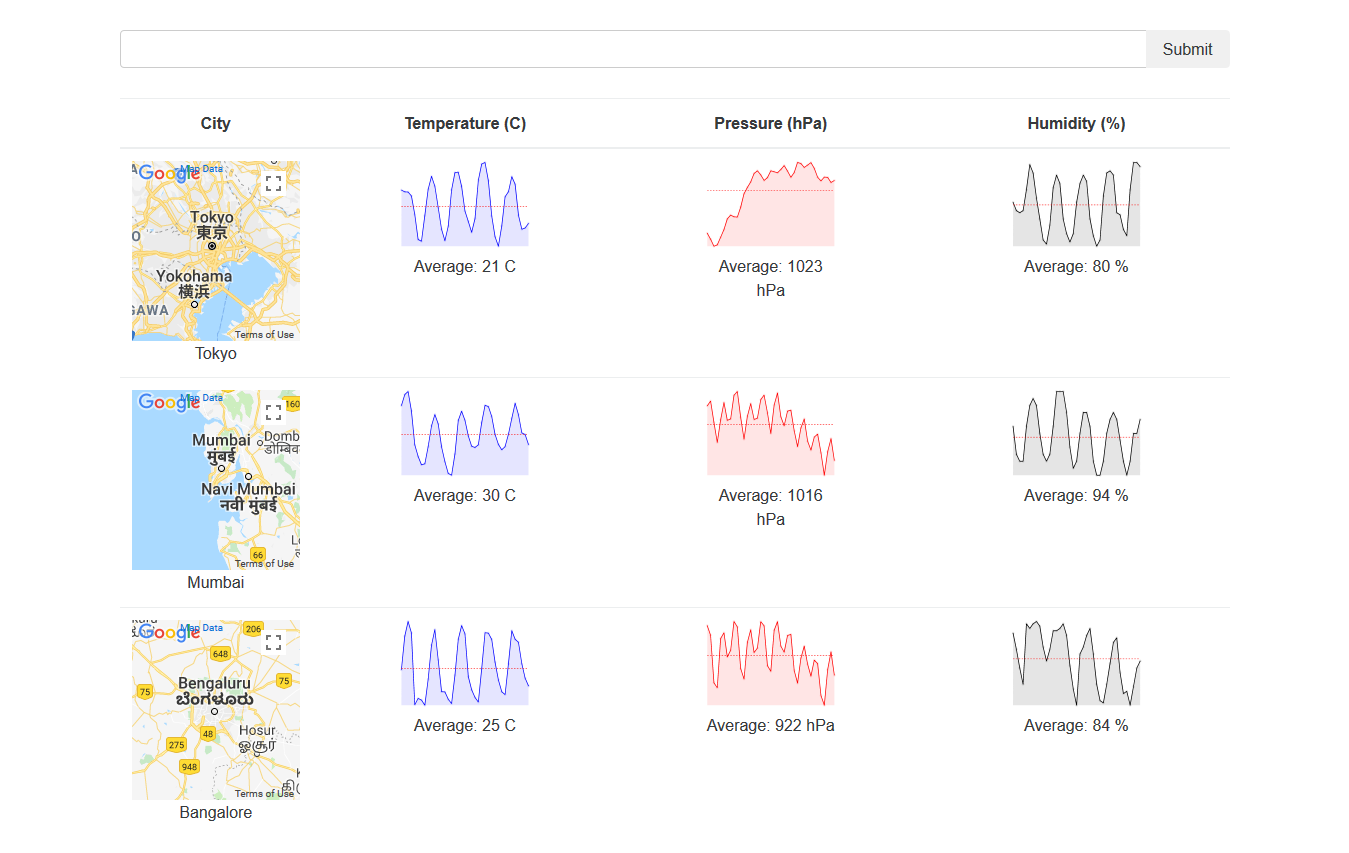 Submit
City
Temperature (C)
Pressure (hPa)
Humidity (%)
Google
Map Data
Tokyo
東京
Yokohama
横浜
Terms of Use
Tokyo
Average: 21 C
Average: 1023
hPa
Average: 80 %
Google
Map Data
160
Mumbai
मुंबई
Navi Mumbai
नवी मुंबई
66
Terms of Use
Mumbai
Average: 30 C
Average: 1016
hPa
Average: 94 %
Google
Map Data
206
648
75
Bengaluru
ಬೆಂಗಳೂರು
75
48
Hosur
ஓசூர்
275
948
Terms of Use
Bangalore
Average: 25 C
Average: 922 hPa
Average: 84 %